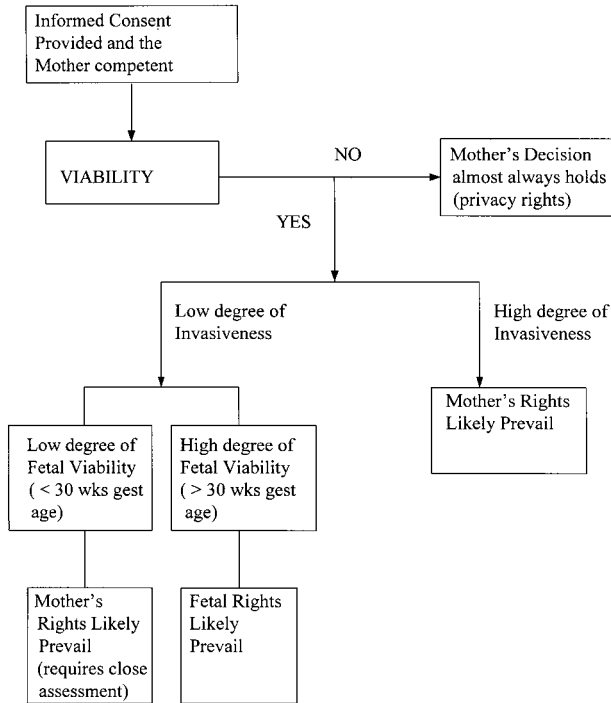 Informed Consent
Provided and the
Mother competent
VIABILITY
NO
Mother's Decision
almost always holds
(privacy rights)
YES
Low degree of
Invasiveness
High degree of
Invasiveness
Mother's Rights
Likely Prevail
Low degree of
Fetal Viability
( < 30 wks gest
age)
High degree of
Fetal Viability
( > 30 wks gest
age)
Mother's
Rights Likely
Prevail
(requires close
assessment)
Fetal Rights
Likely
Prevail